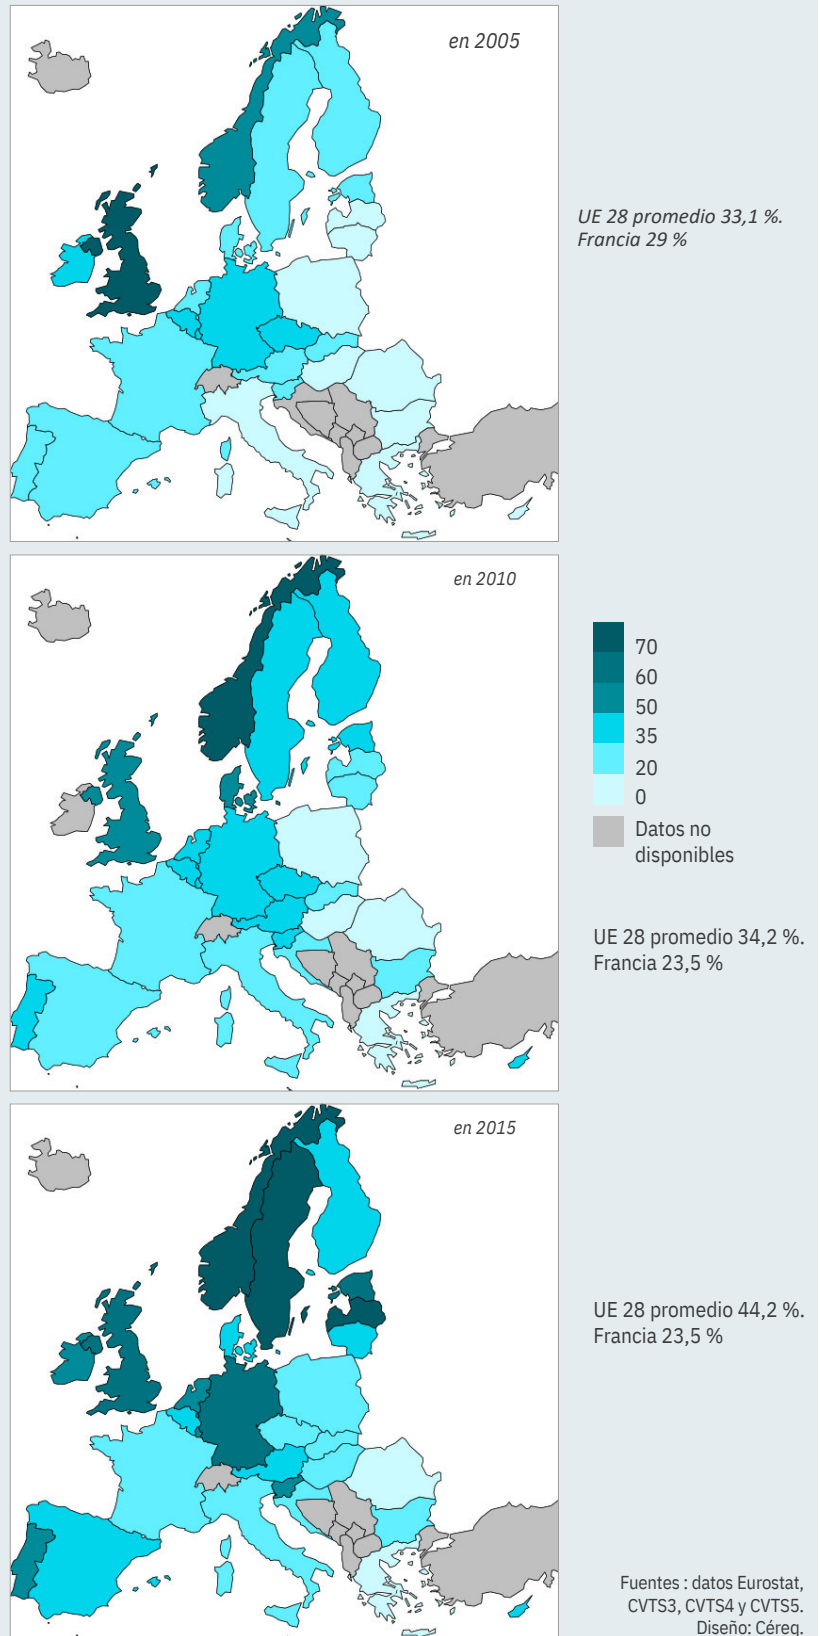 en 2005
UE 28 promedio 33,1 %.
Francia 29 %
en 2010
70
60
50
35
20
0
Datos no
disponibles
UE 28 promedio 34,2 %.
Francia 23,5 %
en 2015
UE 28 promedio 44,2 %.
Francia 23,5 %
Fuentes : datos Eurostat,
CVTS3, CVTS4 y CVTS5.
Diseño: Céreq.